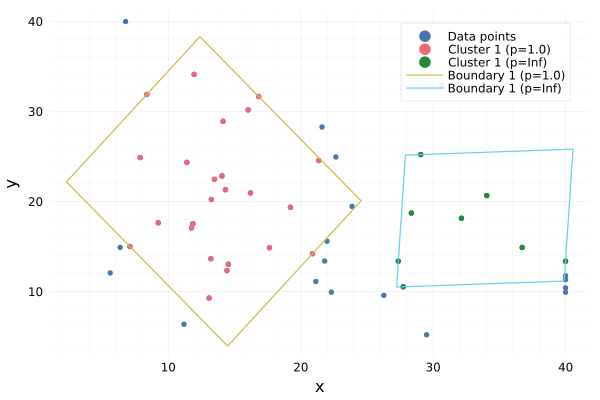 40
30
20
10
y
10
20
30
40
x
Data points
Cluster 1 (p=1.0)
Cluster 1 (p=Inf)
Boundary 1 (p=1.0)
Boundary 1 (p=Inf)